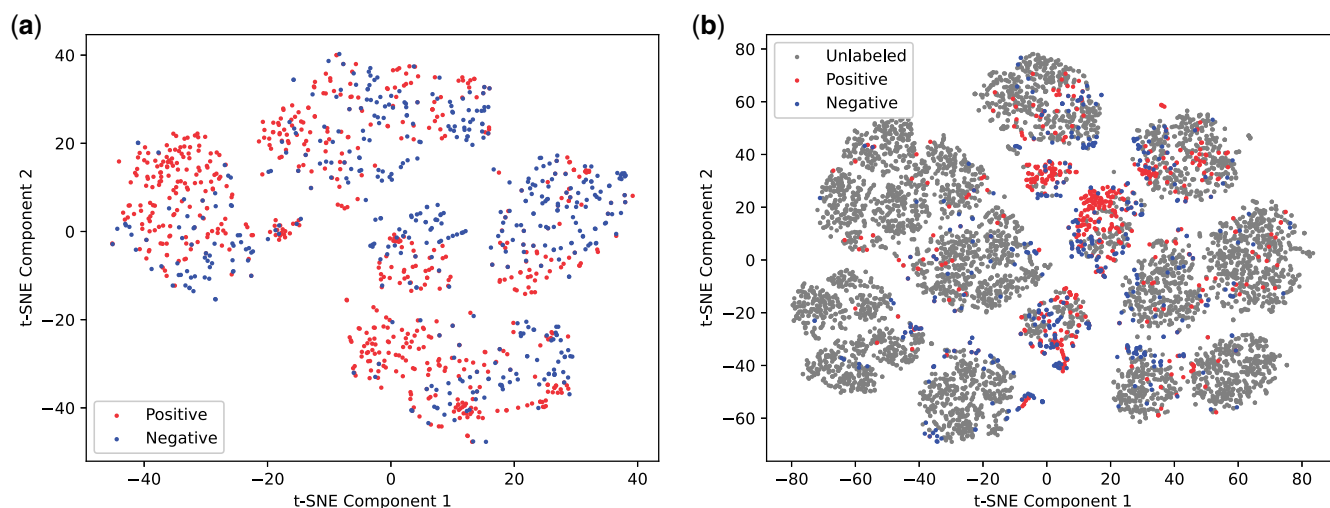 (a)
40
20
0
−20
−40
−40 −20 0 20 40
t-SNE Component 1
t-SNE Component 2
Positive
Negative
(b)
80
60
40
20
0
−20
−40
−60
−80 −60 −40 −20 0 20 40 60 80
t-SNE Component 1
t-SNE Component 2
Unlabeled
Positive
Negative